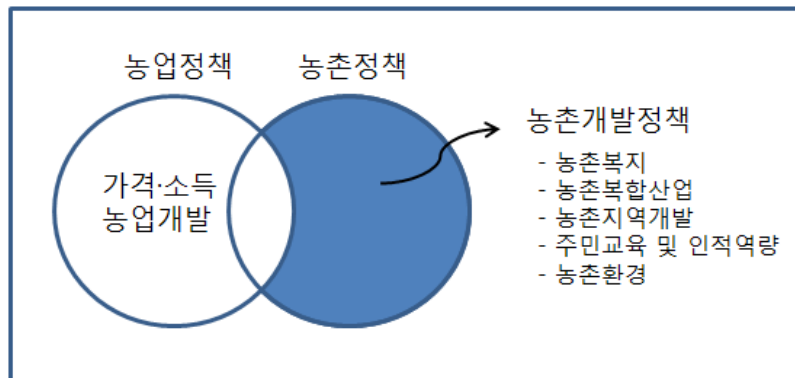 농업정책
농촌정책
가격·소득
농업개발
농촌개발정책
- 농촌복지
- 농촌복합산업
- 농촌지역개발
- 주민교육 및 인적역량
- 농촌환경